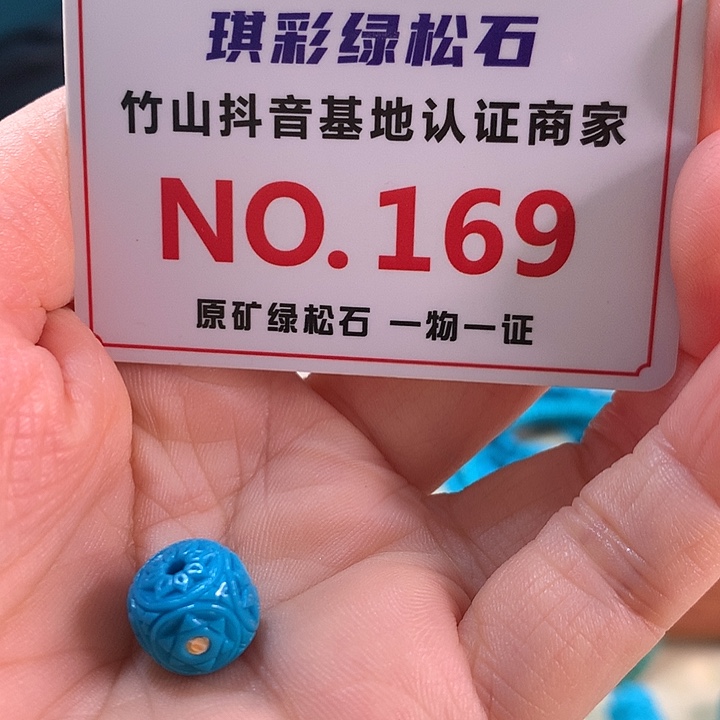 琪彩绿松石
竹山抖音基地认证商家
NO.169
原矿绿松石 一物一证